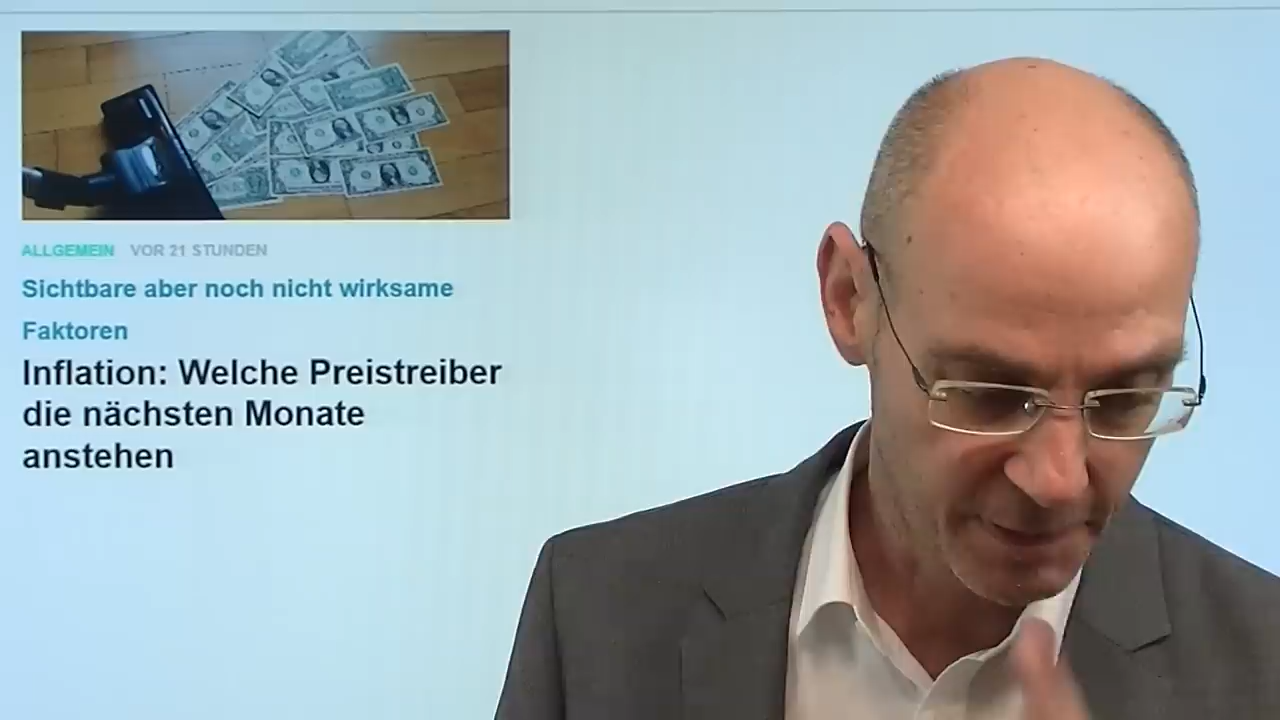 ALLGEMEIN VOR 21 STUNDEN
Sichtbare aber noch nicht wirksame
Faktoren
Inflation: Welche Preistreiber
die nächsten Monate
anstehen